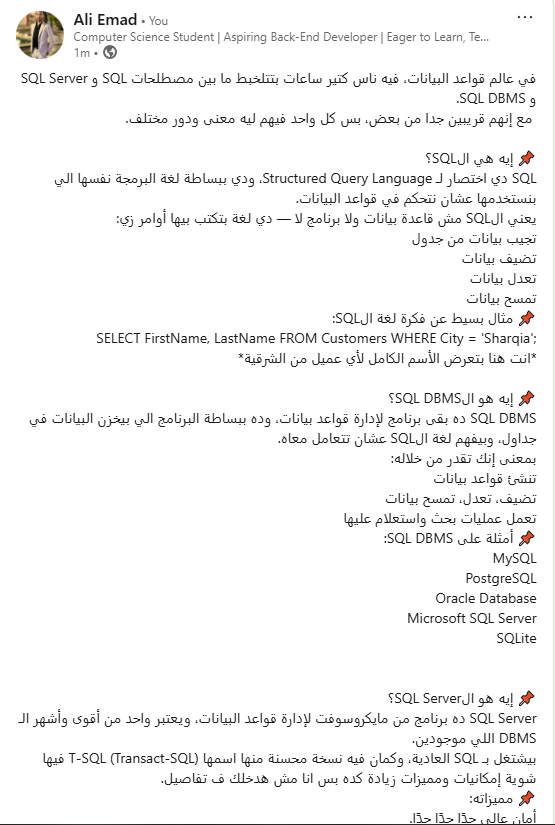 Ali Emad • You
Computer Science Student | Aspiring Back-End Developer | Eager to Learn, Te...
1m •
في عالم قواعد البيانات، فيه ناس كتير ساعات بتتلخبط ما بين مصطلحات SQL و SQL Server
و SQL DBMS.
مع إنهم قريبين جدا من بعض، بس كل واحد فيهم ليه معنى ودور مختلف.
📌 إيه هي الSQL؟
SQL دي اختصار لـ Structured Query Language، ودي ببساطة لغة البرمجة نفسها الي
بنستخدمها عشان نتحكم في قواعد البيانات.
يعني الSQL مش قاعدة بيانات ولا برنامج لا — دي لغة بتكتب بيها أوامر زي:
تجيب بيانات من جدول
تضيف بيانات
تعدل بيانات
تمسح بيانات
📌 مثال بسيط عن فكرة لغة الSQL:
SELECT FirstName, LastName FROM Customers WHERE City = 'Sharqia';
*انت هنا بتعرض الأسم الكامل لأي عميل من الشرقية*
📌 إيه هو الSQL DBMS؟
SQL DBMS ده بقى برنامج لإدارة قواعد بيانات، وده ببساطة البرنامج الي بيخزن البيانات في
جداول، وبيفهم لغة الSQL عشان تتعامل معاه.
بمعنى إنك تقدر من خلاله:
تنشئ قواعد بيانات
تضيف، تعدل، تمسح بيانات
تعمل عمليات بحث واستعلام عليها
📌 أمثلة على SQL DBMS:
MySQL
PostgreSQL
Oracle Database
Microsoft SQL Server
SQLite
📌 إيه هو الSQL Server؟
SQL Server ده برنامج من مايكروسوفت لإدارة قواعد البيانات، ويعتبر واحد من أقوى وأشهر الـ
DBMS اللي موجودين.
بيشتغل بـ SQL العادية، وكمان فيه نسخة محسنة منها اسمها T-SQL (Transact-SQL) فيها
شوية إمكانيات ومميزات زيادة كده بس انا مش هدخلك ف تفاصيل.
📌 مميزاته:
أمان عالي جدًا جدًا جدًا.